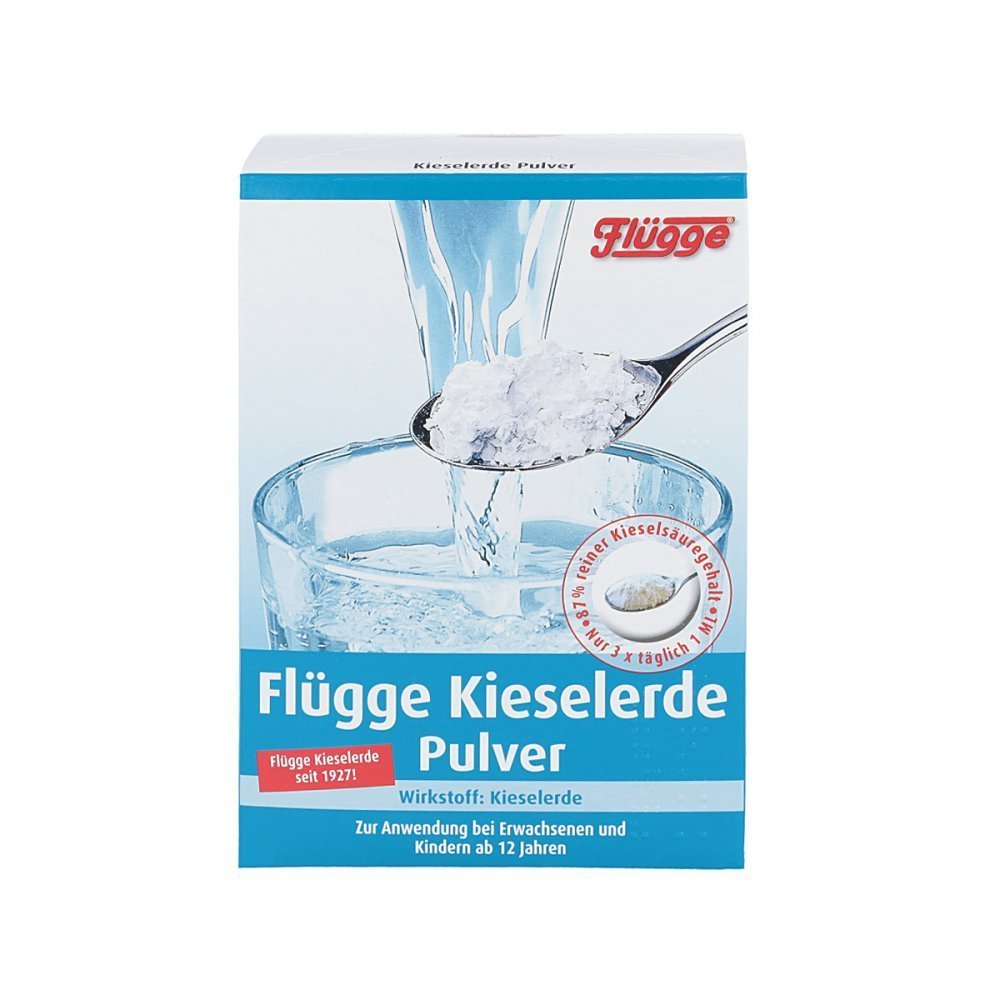 Kieselerde Pulver
Flügge®
87% reiner Kieselsäuregehalt •
Nur 3 x täglich 1 ML •
Flügge Kieselerde
Pulver
Flügge Kieselerde
seit 1927!
Wirkstoff: Kieselerde
Zur Anwendung bei Erwachsenen und
Kindern ab 12 Jahren